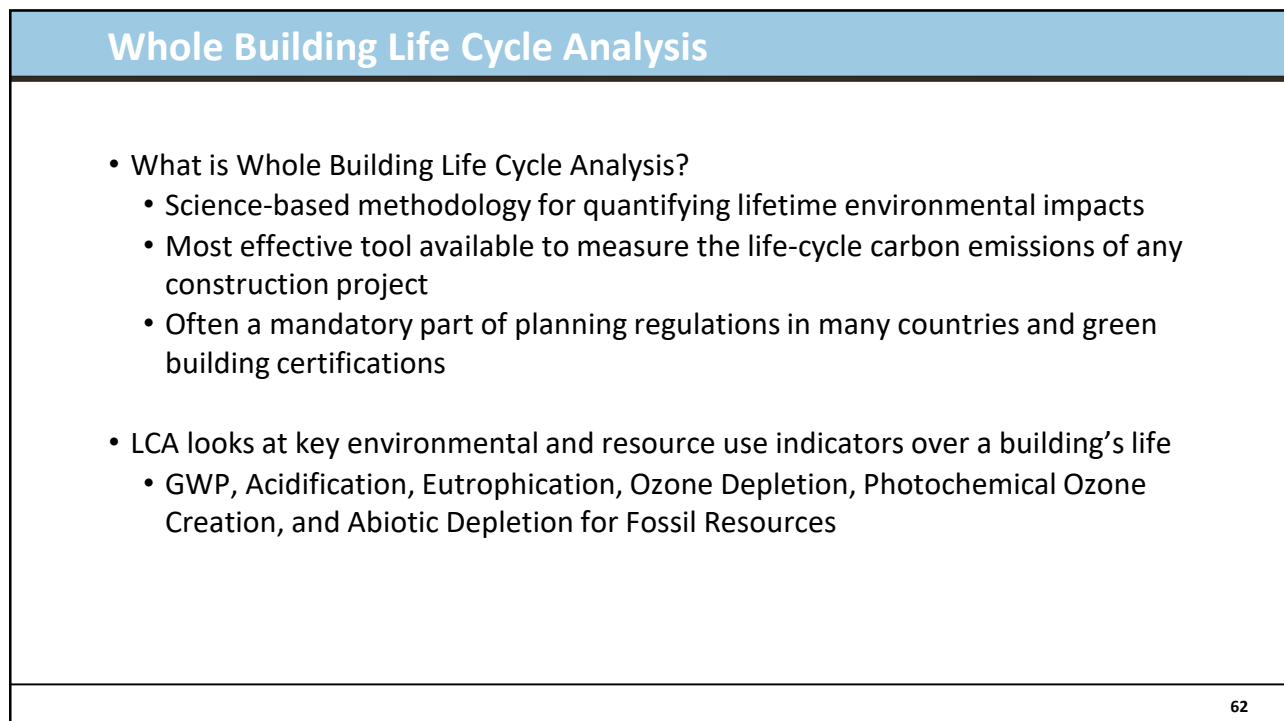 Whole Building Life Cycle Analysis
• What is Whole Building Life Cycle Analysis?
• Science-based methodology for quantifying lifetime environmental impacts
• Most effective tool available to measure the life-cycle carbon emissions of any
construction project
• Often a mandatory part of planning regulations in many countries and green
building certifications
• LCA looks at key environmental and resource use indicators over a building’s life
• GWP, Acidification, Eutrophication, Ozone Depletion, Photochemical Ozone
Creation, and Abiotic Depletion for Fossil Resources
62